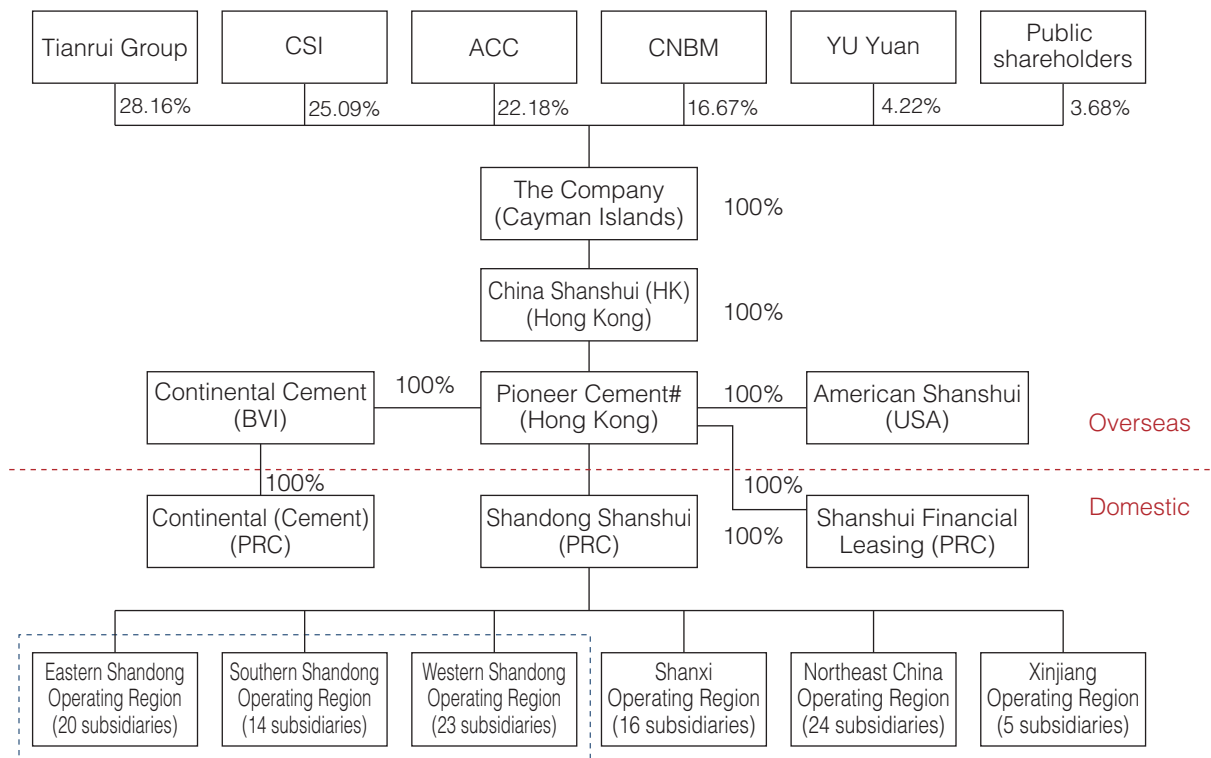 Tianrui Group
CSI
ACC
CNBM
YU Yuan
Public
shareholders
28.16%
25.09%
22.18%
16.67%
4.22%
3.68%
The Company
(Cayman Islands)
100%
China Shanshui (HK)
(Hong Kong)
100%
Continental Cement
(BVI)
100%
Pioneer Cement#
(Hong Kong)
100%
American Shanshui
(USA)
Overseas
100%
100%
Domestic
Continental (Cement)
(PRC)
Shandong Shanshui
(PRC)
100%
Shanshui Financial
Leasing (PRC)
Eastern Shandong
Operating Region
(20 subsidiaries)
Southern Shandong
Operating Region
(14 subsidiaries)
Western Shandong
Operating Region
(23 subsidiaries)
Shanxi
Operating Region
(16 subsidiaries)
Northeast China
Operating Region
(24 subsidiaries)
Xinjiang
Operating Region
(5 subsidiaries)